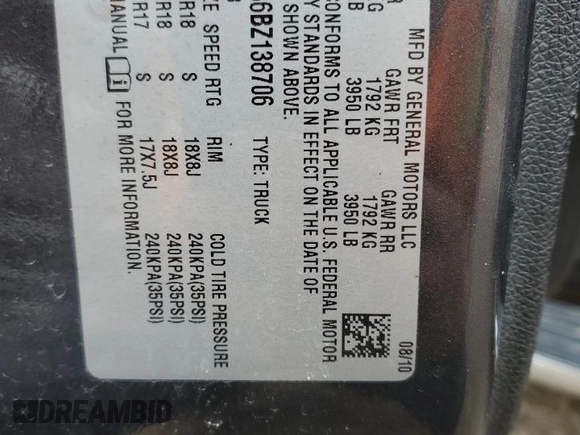 MFD BY GENERAL MOTORS LLC 08/10
GAWR FRT GAWR RR
1792 KG 1792 KG
3950 LB 3950 LB
CONFORMS TO ALL APPLICABLE U.S. FEDERAL MOTOR
Y STANDARDS IN EFFECT ON THE DATE OF
SHOWN ABOVE.
GBZ138706 TYPE: TRUCK
ZE SPEED RTG RIM COLD TIRE PRESSURE
R18 S 18X8J 240KPA(35PSI)
R18 S 18X8J 240KPA(35PSI)
R17 S 17X7.5J 240KPA(35PSI)
MANUAL FOR MORE INFORMATION.
DREAMBID